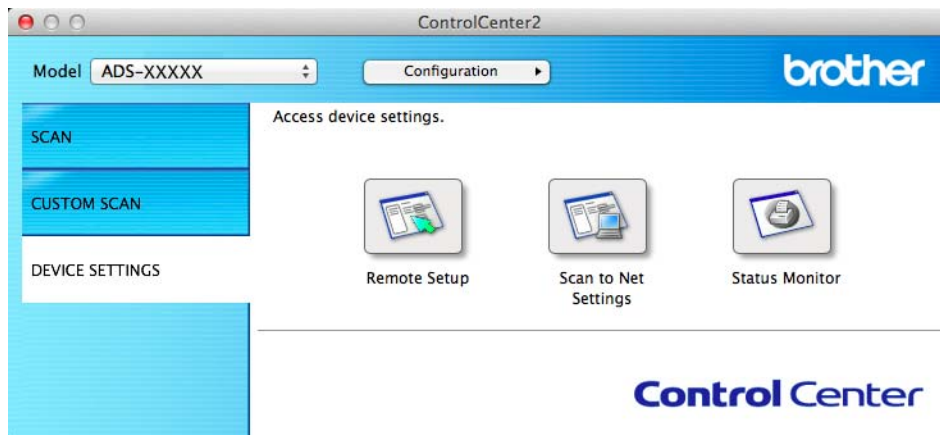 ControlCenter2
Model ADS-XXXXX Configuration brother
SCAN
CUSTOM SCAN
DEVICE SETTINGS
Access device settings.
Remote Setup
Scan to Net
Settings
Status Monitor
Control Center